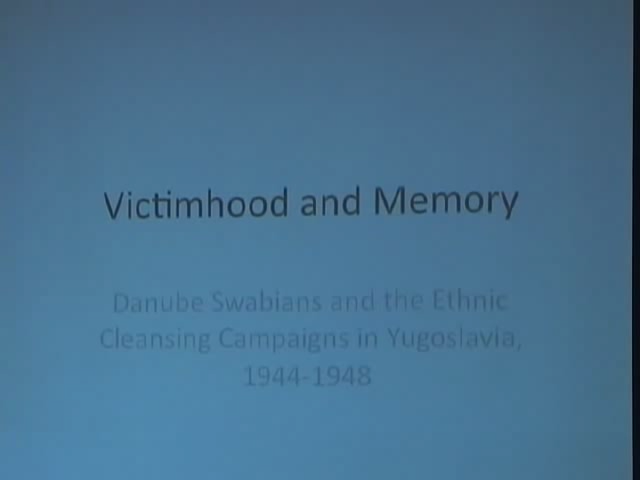 Victimhood and Memory
Danube Swabians and the Ethnic
Cleansing Campaigns in Yugoslavia,
1944-1948